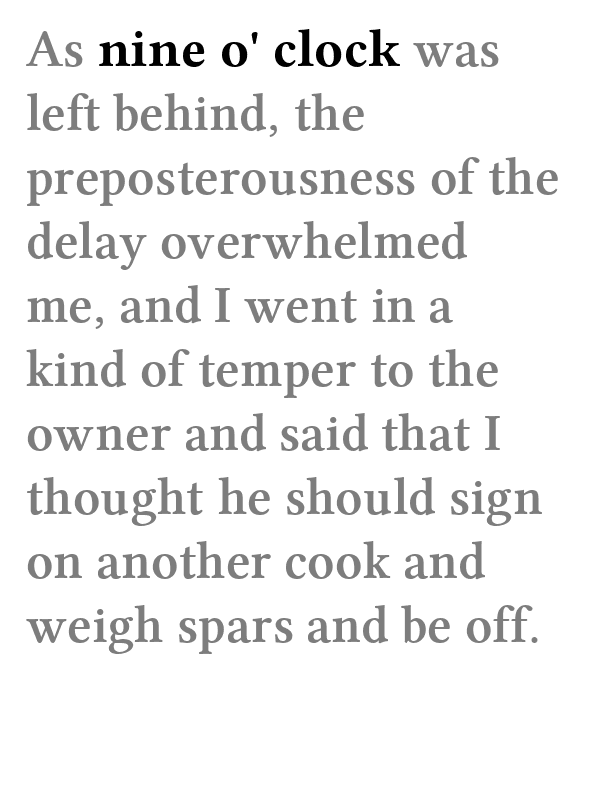 As nine o' clock was
left behind, the
preposterousness of the
delay overwhelmed
me, and I went in a
kind of temper to the
owner and said that I
thought he should sign
on another cook and
weigh spars and be off.